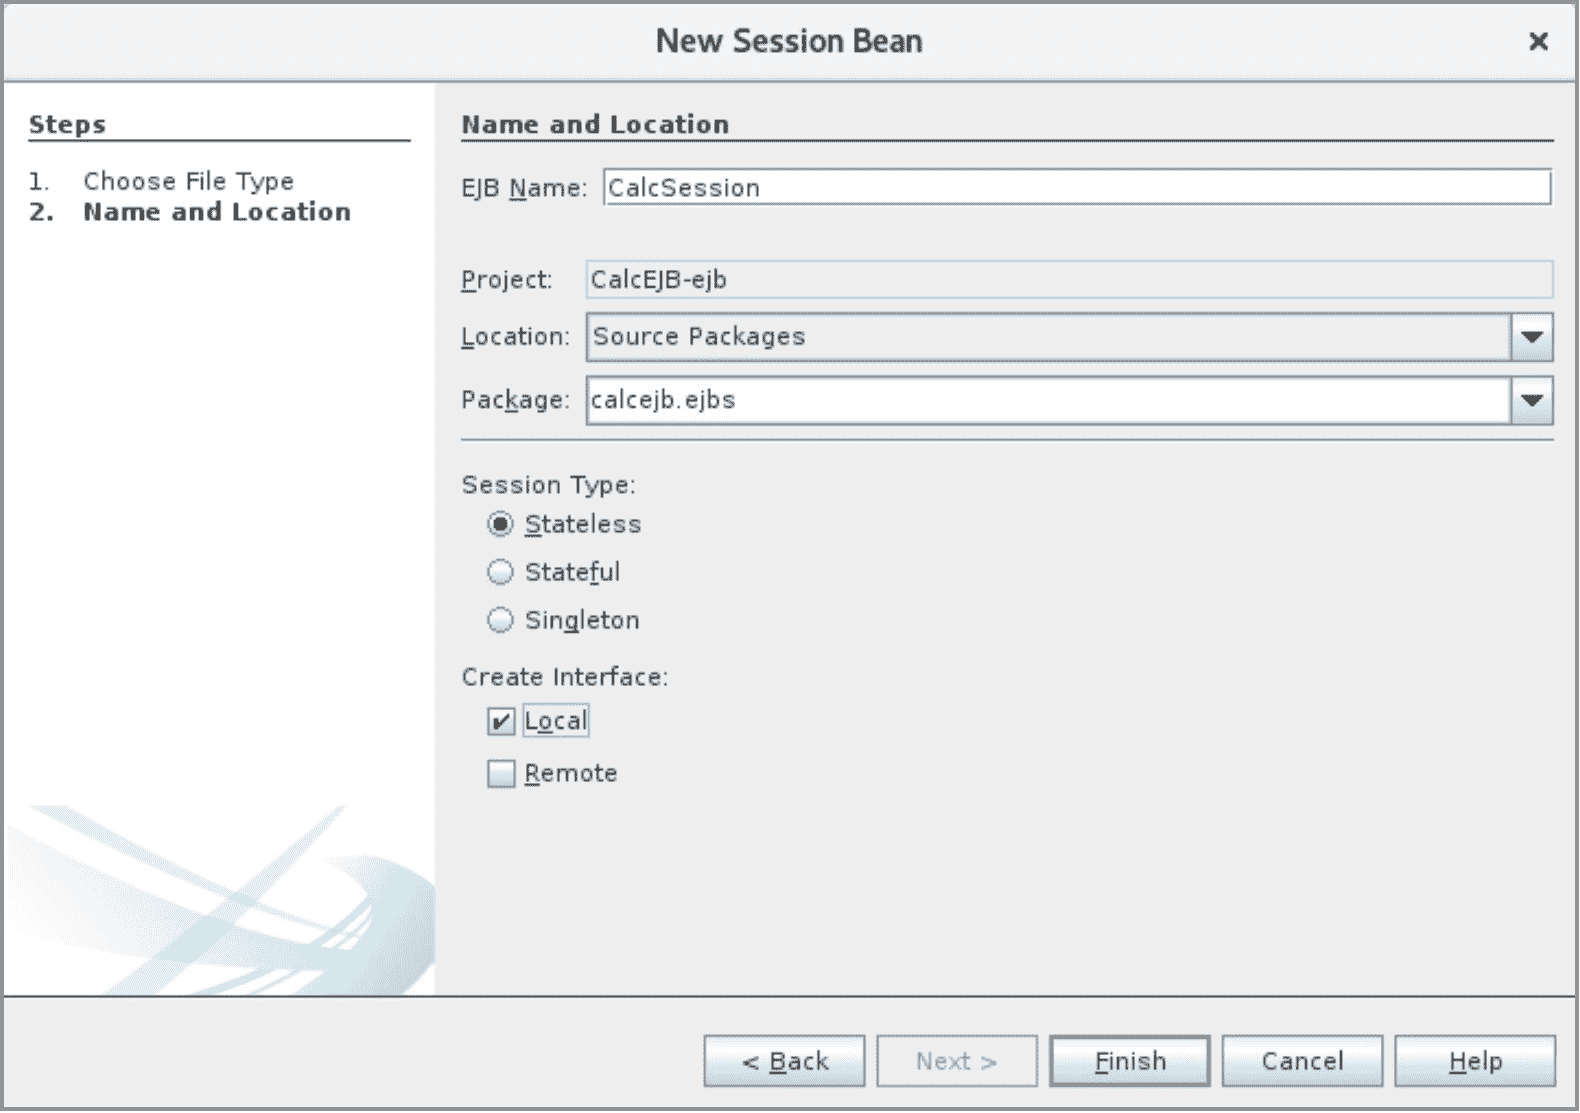 New Session Bean
Steps
1. Choose File Type
2. Name and Location
Name and Location
EJB Name: CalcSession
Project: CalcEJB-ejb
Location: Source Packages
Package: calcejb.ejbs
Session Type:
Stateless
Stateful
Singleton
Create Interface:
Local
Remote
< Back Next > Finish Cancel Help